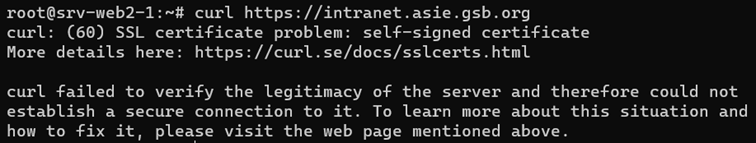 root@srv-web2-1:~# curl https://intranet.asie.gsb.org
curl: (60) SSL certificate problem: self-signed certificate
More details here: https://curl.se/docs/sslcerts.html

curl failed to verify the legitimacy of the server and therefore could not
establish a secure connection to it. To learn more about this situation and
how to fix it, please visit the web page mentioned above.